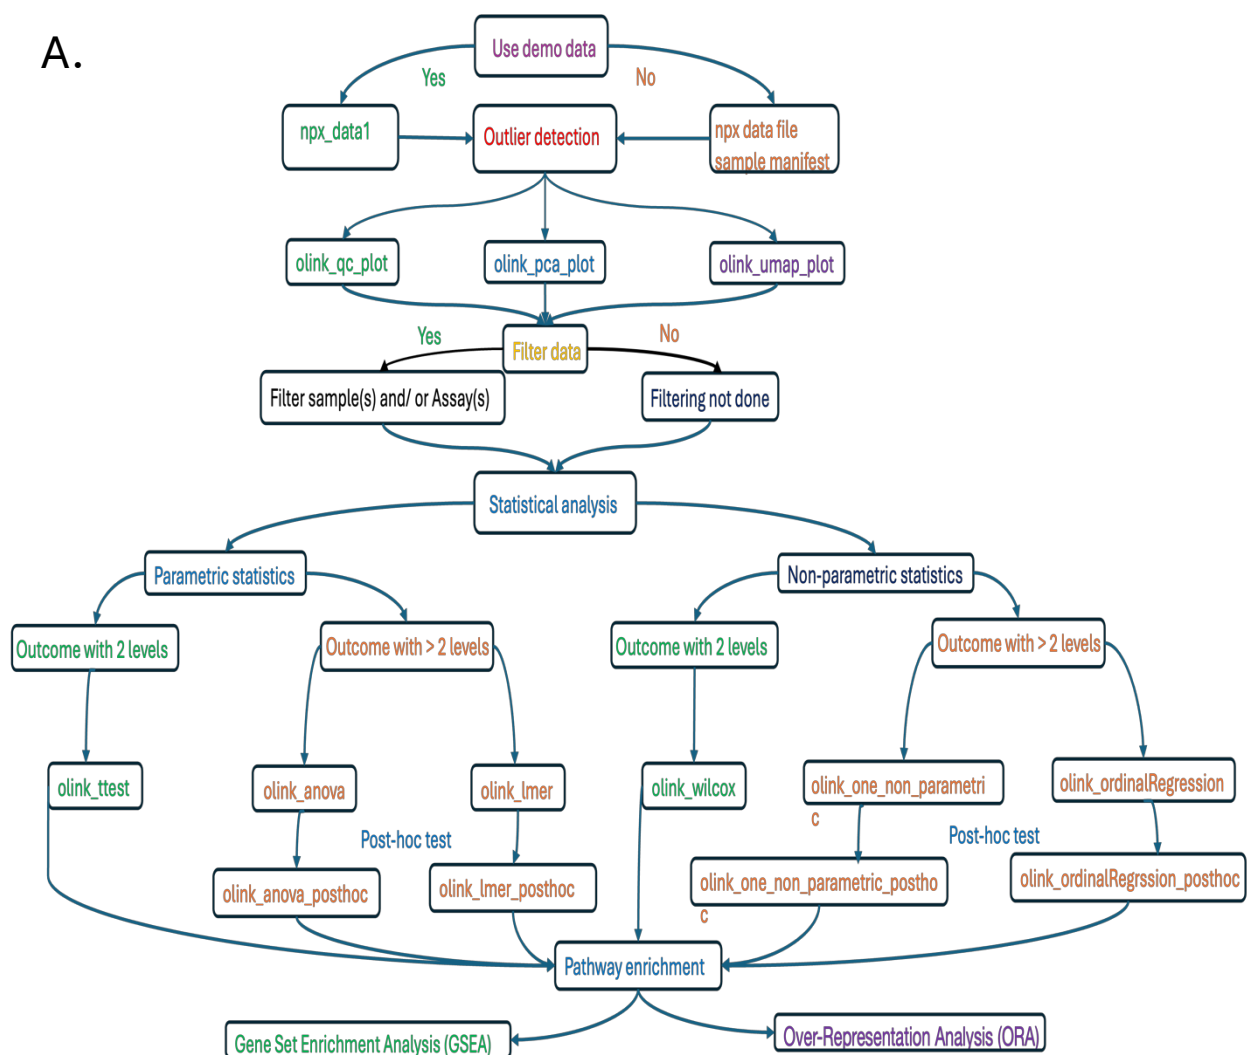 A.
Use demo data
Yes
No
npx_data1
Outlier detection
npx data file
sample manifest
olink_qc_plot
olink_pca_plot
olink_umap_plot
Yes
No
Filter data
Filter sample(s) and/ or Assay(s)
Filtering not done
Statistical analysis
Parametric statistics
Non-parametric statistics
Outcome with 2 levels
Outcome with > 2 levels
Outcome with 2 levels
Outcome with > 2 levels
olink_ttest
olink_anova
olink_lmer
olink_wilcox
olink_one_non_parametri
c
olink_ordinalRegression
Post-hoc test
Post-hoc test
olink_anova_posthoc
olink_lmer_posthoc
olink_one_non_parametric_postho
c
olink_ordinalRegrssion_posthoc
Pathway enrichment
Gene Set Enrichment Analysis (GSEA)
Over-Representation Analysis (ORA)